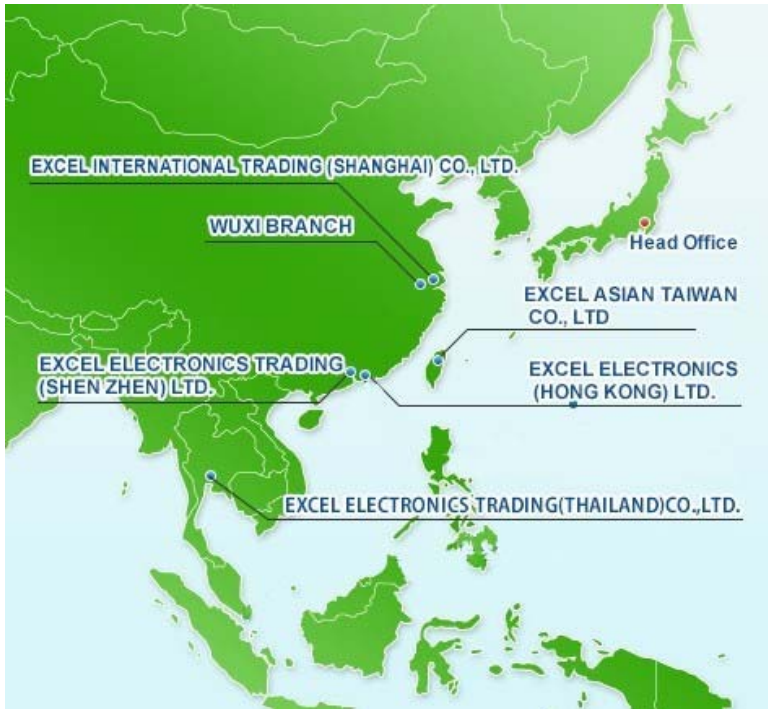 EXCEL INTERNATIONAL TRADING (SHANGHAI) CO., LTD.
WUXI BRANCH
Head Office
EXCEL ASIAN TAIWAN
CO., LTD
EXCEL ELECTRONICS TRADING
(SHEN ZHEN) LTD.
EXCEL ELECTRONICS
(HONG KONG) LTD.
EXCEL ELECTRONICS TRADING(THAILAND)CO.,LTD.